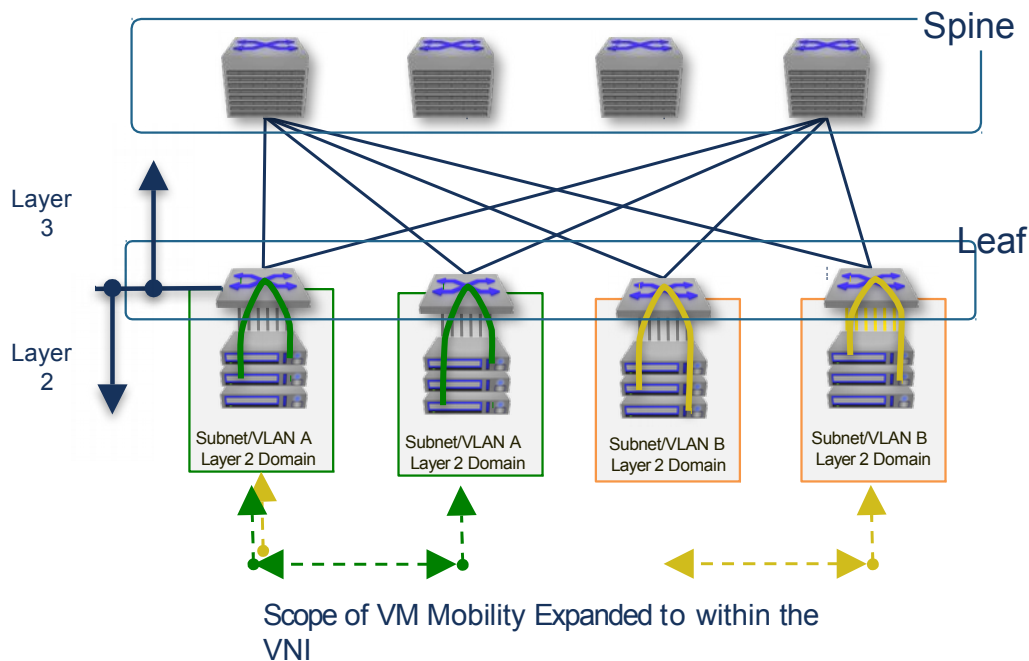 Spine
Layer
3
Leaf
Layer
2
Subnet/VLAN A
Layer 2 Domain
Subnet/VLAN A
Layer 2 Domain
Subnet/VLAN B
Layer 2 Domain
Subnet/VLAN B
Layer 2 Domain
Scope of VM Mobility Expanded to within the
VNI